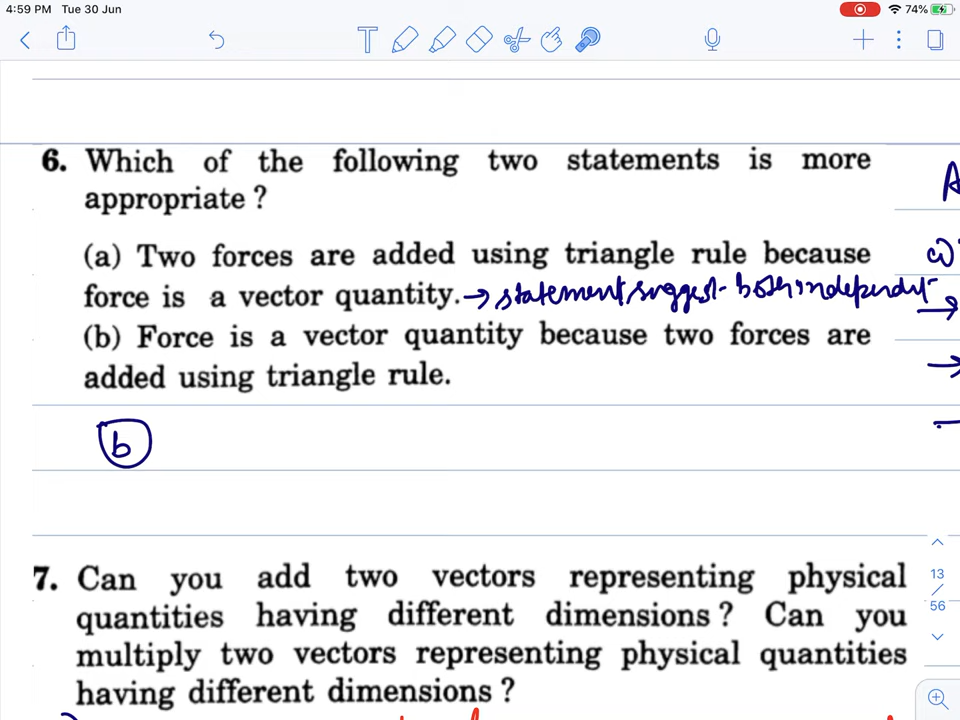 4:59 PM Tue 30 Jun
74%
6. Which of the following two statements is more
appropriate ?
(a) Two forces are added using triangle rule because
force is a vector quantity. → statement suggest both independent
(b) Force is a vector quantity because two forces are
added using triangle rule.
b
7. Can you add two vectors representing physical
quantities having different dimensions ? Can you
multiply two vectors representing physical quantities
having different dimensions ?
13
/
56